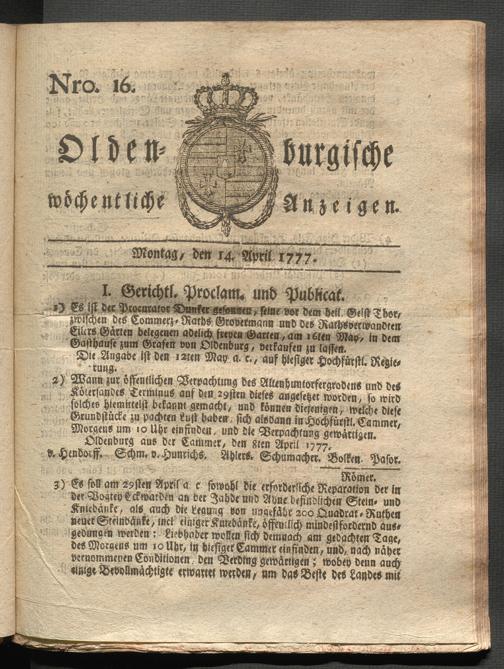 Nro. 16.
Olden- burgische
wöchentliche Anzeigen.
Montag, den 14. April 1777.
I. Gerichtl. Proclam. und Publicat.
1) Es ist der Procurator Dunker gesonnen, seine vor dem heil. Geist Thor,
zwischen des Commerz-Raths Grovermann und des Rathsverwandten
Eilers Gärten belegenen adelich freyen Garten, am 16ten May, in dem
Gasthause zum Grafen von Oldenburg, verkaufen zu lassen.
Die Angabe ist den 12ten May a. c., auf hiesiger Hochfürstl. Regie-
rung.
2) Wann zur öffentlichen Verpachtung des Altenhuntorfergrodens und des
Köterlandes Terminus auf den 29sten dieses angesetzet worden, so wird
solches hiemittelst bekannt gemacht, und können diejenigen, welche diese
Grundstücke zu pachten Lust haben, sich alsdann in Hochfürstl. Cammer,
Morgens um 10 Uhr einfinden, und die Verpachtung gewärtigen.
Oldenburg aus der Cammer, den 8ten April 1777.
v. Hendorff. Schm. v. Hunrichs. Ahlers. Schumacher. Bolken. Pasor.
Römer.
3) Es soll am 29sten April a. c. sowohl die erforderliche Reparation der in
der Vogtey Eckwarden an der Jahde und Ahne befindlichen Stein- und
Kniedänke, als auch die Legung von ungefähr 200 Quadrat-Ruthen
neuer Steindänke, incl. einiger Kniedänke, öffentlich mindestfordernd aus-
gedungen werden: Liebhaber wollen sich demnach am gedachten Tage,
des Morgens um 10 Uhr, in hiesiger Cammer einfinden, und, nach näher
vernommenen Conditionen, den Verding gewärtigen; wobey denn auch
einige Bevollmächtigte erwartet werden, um das Beste des Landes mit